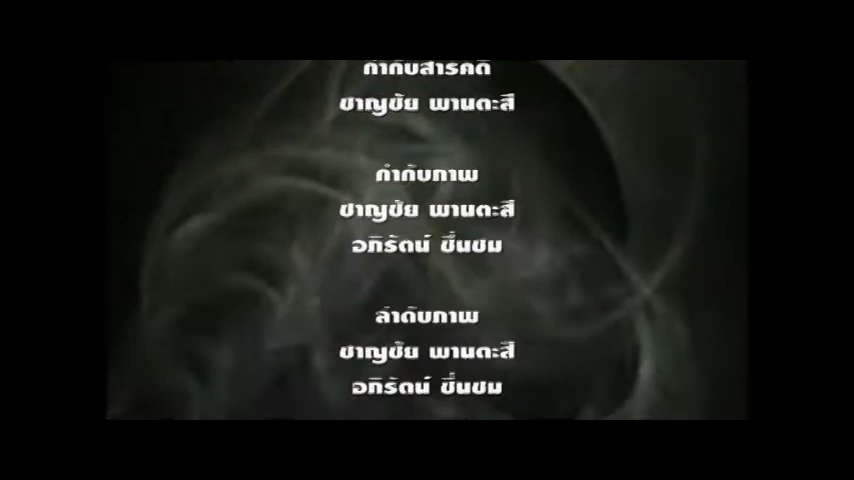 กำกับสารคดี
ชาญชัย พานตะสี
กำกับภาพ
ชาญชัย พานตะสี
อภิรัตน์ ชื่นชม
ลำดับภาพ
ชาญชัย พานตะสี
อภิรัตน์ ชื่นชม